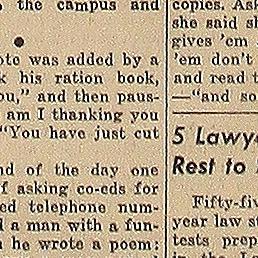 the campus and
ote was added by a
k his ration book,
ou," and then paus-
am I thanking you
"You have just cut
nd of the day one
f asking co-eds for
ed telephone num-
d a man with a fun-
n he wrote a poem:
copies. Ask
she said sh
gives 'em
'em don't
and read t
—"and so
5 Lawye
Rest to
Fifty-fiv
year law st
tests prep
in the La